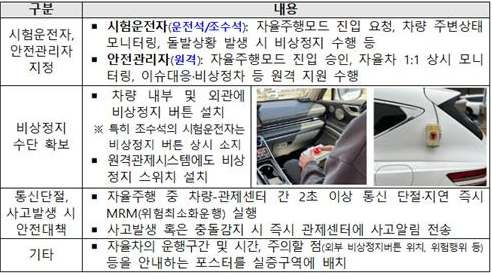 구분
내용
시험운전자,
안전관리자
지정
▪ 시험운전자(운전석/조수석): 자율주행모드 진입 요청, 차량 주변상태
모니터링, 돌발상황 발생 시 비상정지 수행 등
▪ 안전관리자(원격): 자율주행모드 진입 승인, 자율차 1:1 상시 모니
터링, 이슈대응·비상정차 등 원격 지원 수행
비상정지
수단 확보
▪ 차량 내부 및 외관에
비상정지 버튼 설치
※ 특히 조수석의 시험운전자는
비상정지 버튼 상시 소지
▪ 원격관제시스템에도 비상
정지 스위치 설치
통신단절,
사고발생 시
안전대책
▪ 자율주행 중 차량-관제센터 간 2초 이상 통신 단절·지연 즉시
MRM(위험최소화운행) 실행
▪ 사고발생 혹은 충돌감지 시 즉시 관제센터에 사고알림 전송
기타
▪ 자율차의 운행구간 및 시간, 주의할 점(외부 비상정지버튼 위치, 위험행위 등)
등을 안내하는 포스터를 실증구역에 배치